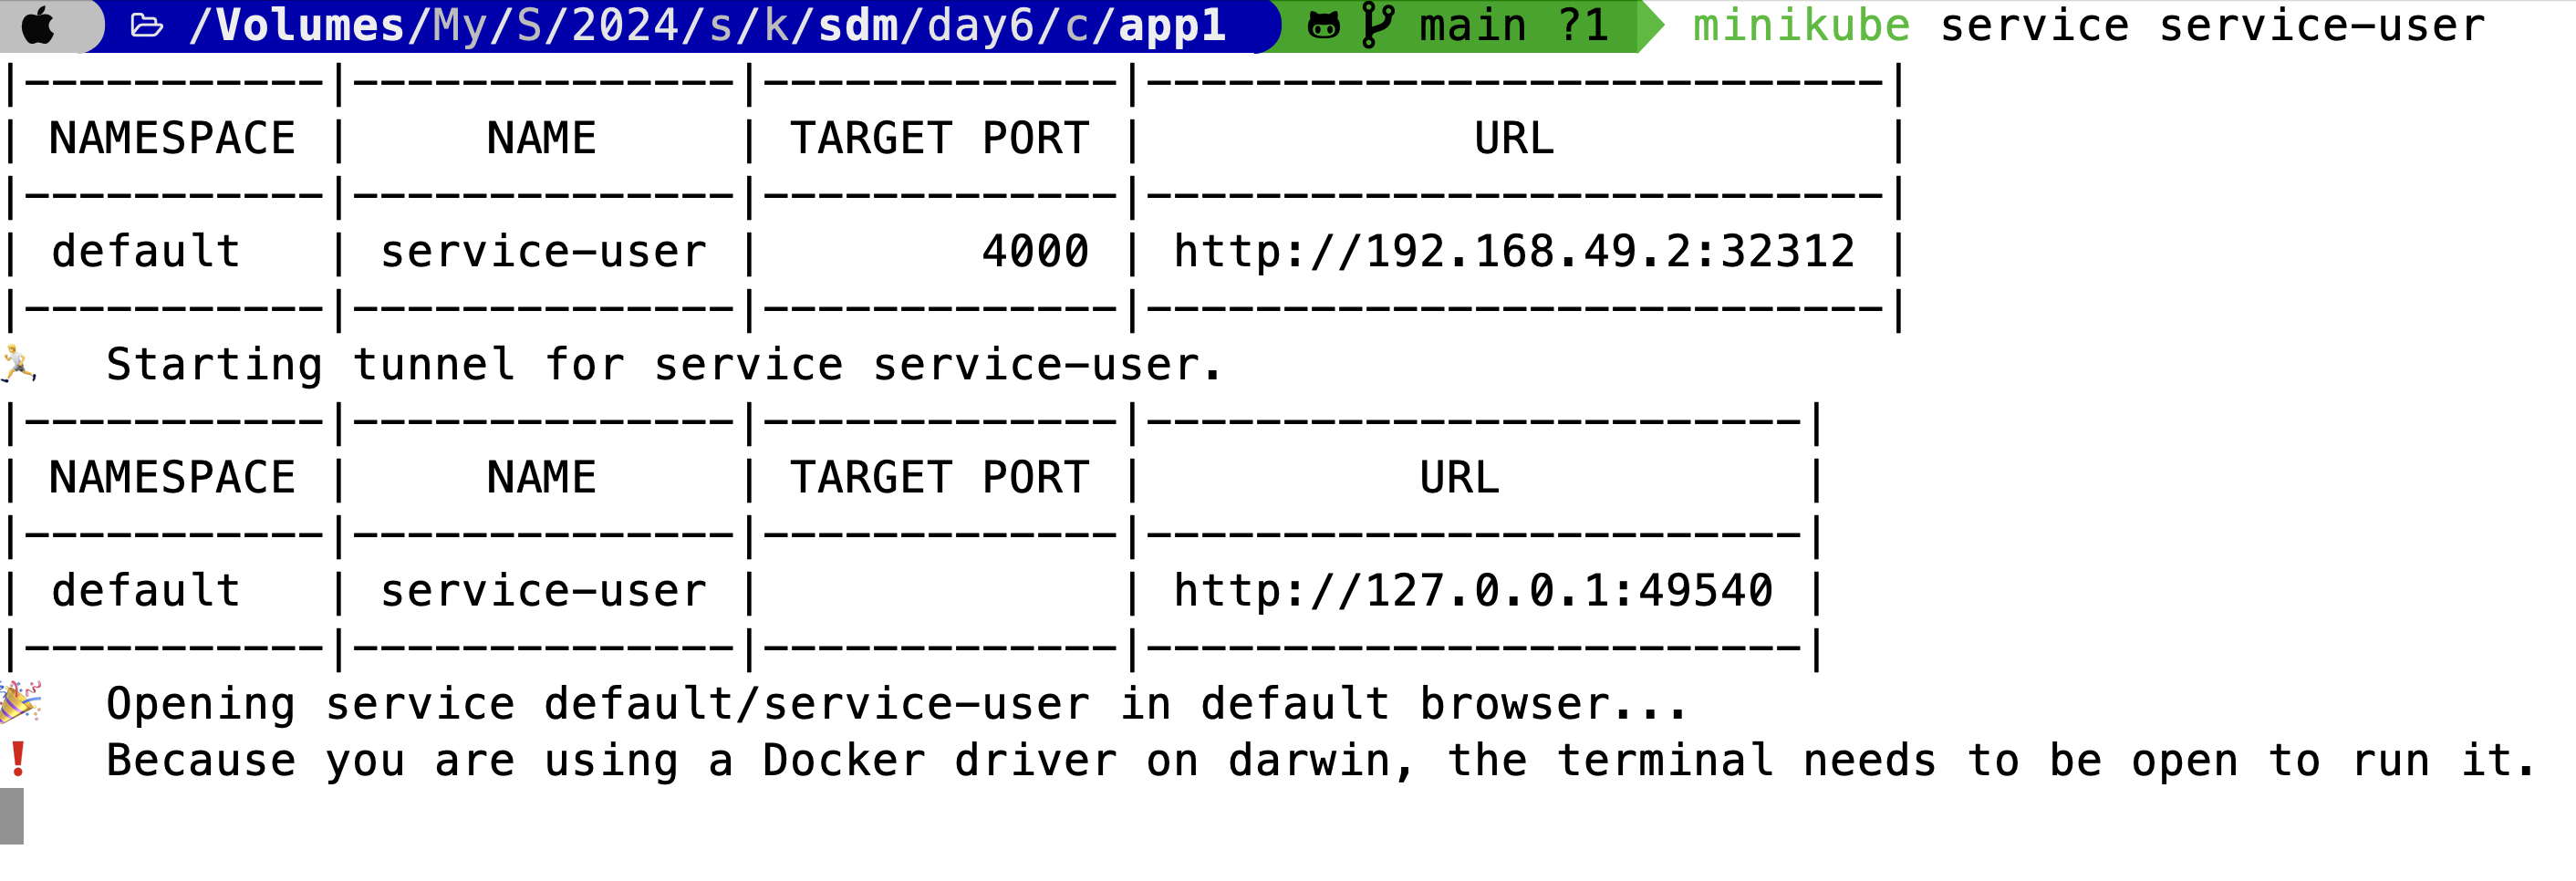 /Volumes/My/S/2024/s/k/sdm/day6/c/app1 main ?1 minikube service service-user
|-----------|--------------|-------------|---------------------------|
| NAMESPACE |     NAME     | TARGET PORT |            URL            |
|-----------|--------------|-------------|---------------------------|
| default   | service-user |        4000 | http://192.168.49.2:32312 |
|-----------|--------------|-------------|---------------------------|
🏃  Starting tunnel for service service-user.
|-----------|--------------|-------------|------------------------|
| NAMESPACE |     NAME     | TARGET PORT |          URL           |
|-----------|--------------|-------------|------------------------|
| default   | service-user |             | http://127.0.0.1:49540 |
|-----------|--------------|-------------|------------------------|
🎉  Opening service default/service-user in default browser...
❗  Because you are using a Docker driver on darwin, the terminal needs to be open to run it.